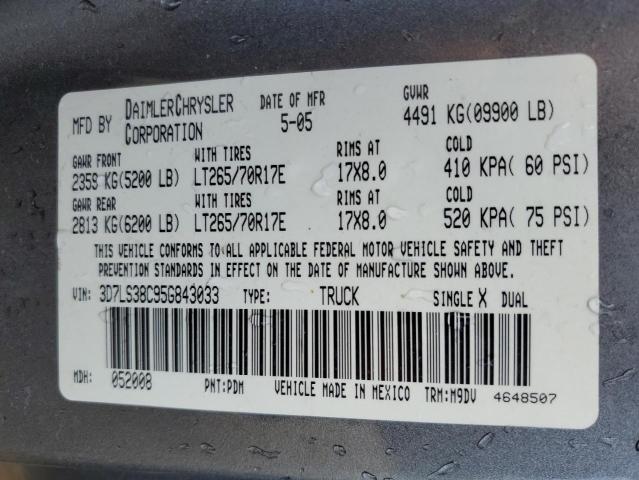 MFD BY DAIMLERCHRYSLER CORPORATION DATE OF MFR 5-05 GVWR 4491 KG(09900 LB)
GAWR FRONT WITH TIRES RIMS AT COLD
2358 KG(5200 LB) LT265/70R17E 17X8.0 410 KPA( 60 PSI)
GAWR REAR WITH TIRES RIMS AT COLD
2813 KG(6200 LB) LT265/70R17E 17X8.0 520 KPA( 75 PSI)
THIS VEHICLE CONFORMS TO ALL APPLICABLE FEDERAL MOTOR VEHICLE SAFETY AND THEFT
PREVENTION STANDARDS IN EFFECT ON THE DATE OF MANUFACTURE SHOWN ABOVE.
VIN: 3D7LS38C95G843033 TYPE: TRUCK SINGLE X DUAL
MDH: 052008 PNT:PDM VEHICLE MADE IN MEXICO TRM:M9DV 4648507